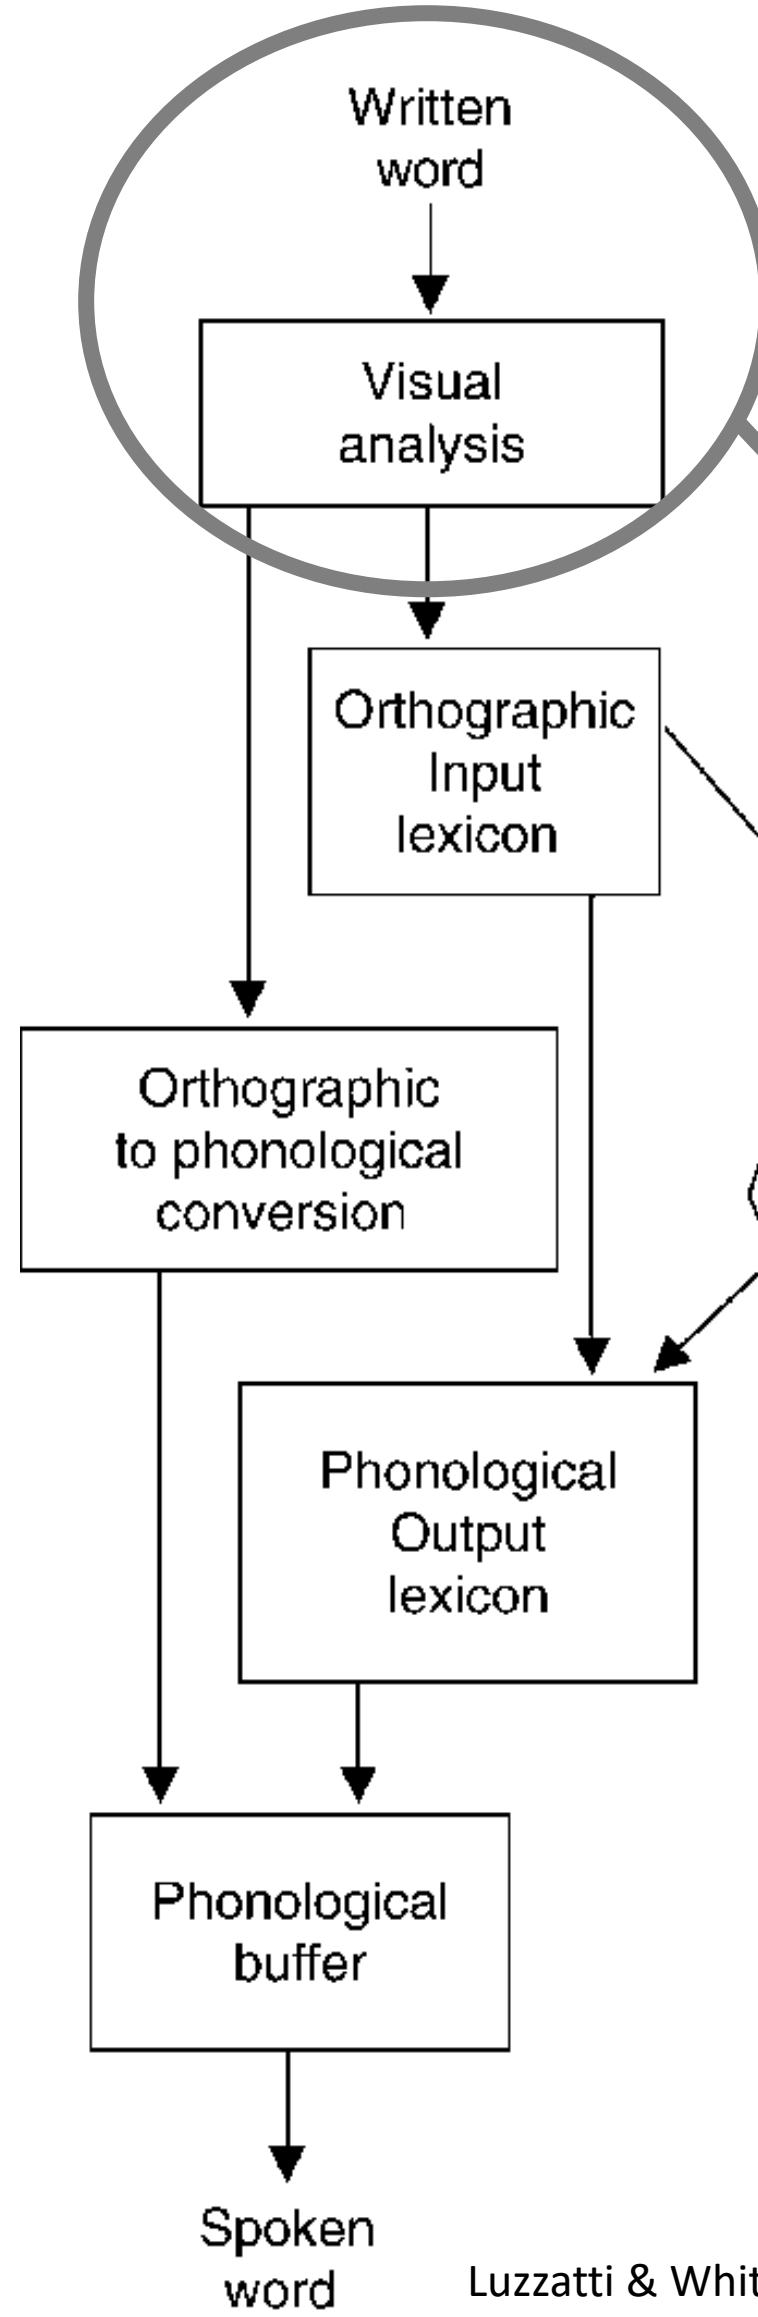 Written
word
Visual
analysis
Orthographic
Input
lexicon
Orthographic
to phonological
conversion
Phonological
Output
lexicon
Phonological
buffer
Spoken
word
Luzzatti &